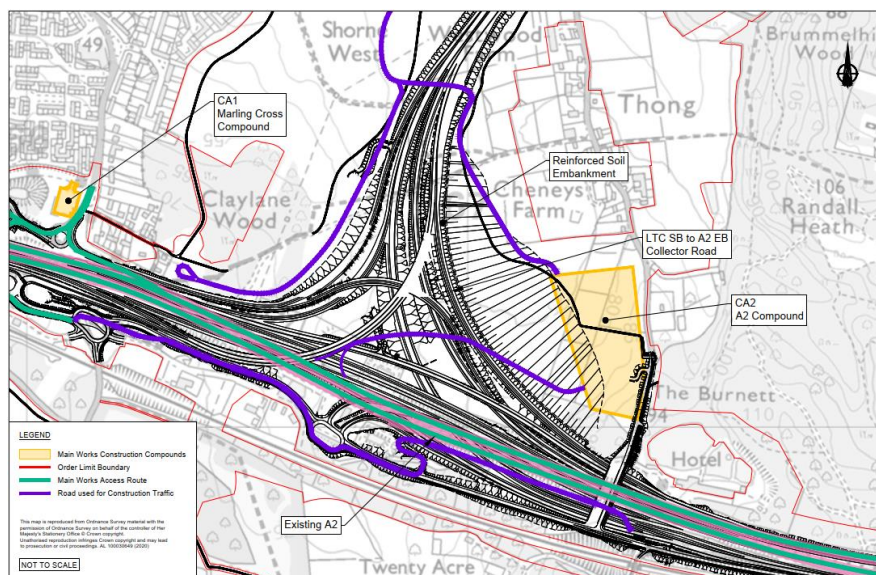 Shorne
West
49
CA1
Marling Cross
Compound
Brummelhi
Wood
Thong
Reinforced Soil
Embankment
Claylane
Wood
Cheneys
Farm
106
Randall
Heath
LTC SB to A2 EB
Collector Road
CA2
A2 Compound
The Burnett
110
Hotel
Existing A2
Twenty Acre
LEGEND
Main Works Construction Compounds
Order Limit Boundary
Main Works Access Route
Road used for Construction Traffic
This map is reproduced from Ordnance Survey material with the
permission of Ordnance Survey on behalf of the controller of Her
Majesty's Stationery Office © Crown copyright.
Unauthorised reproduction infringes Crown copyright and may lead
to prosecution or civil proceedings. AL 100030649 (2020)
NOT TO SCALE